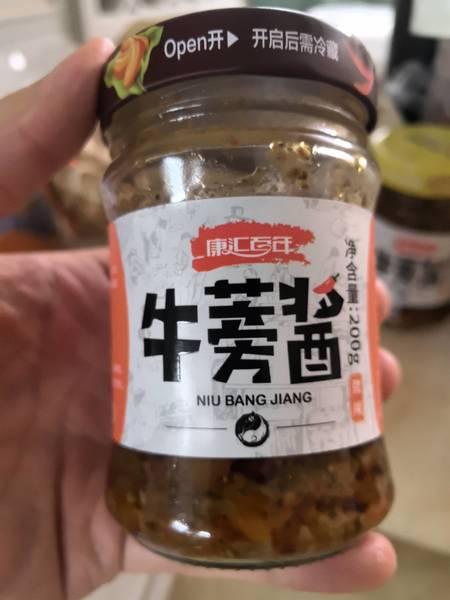 Open开▶ 开启后需冷藏
康汇百年
牛蒡酱
NIU BANG JIANG
净含量:200g